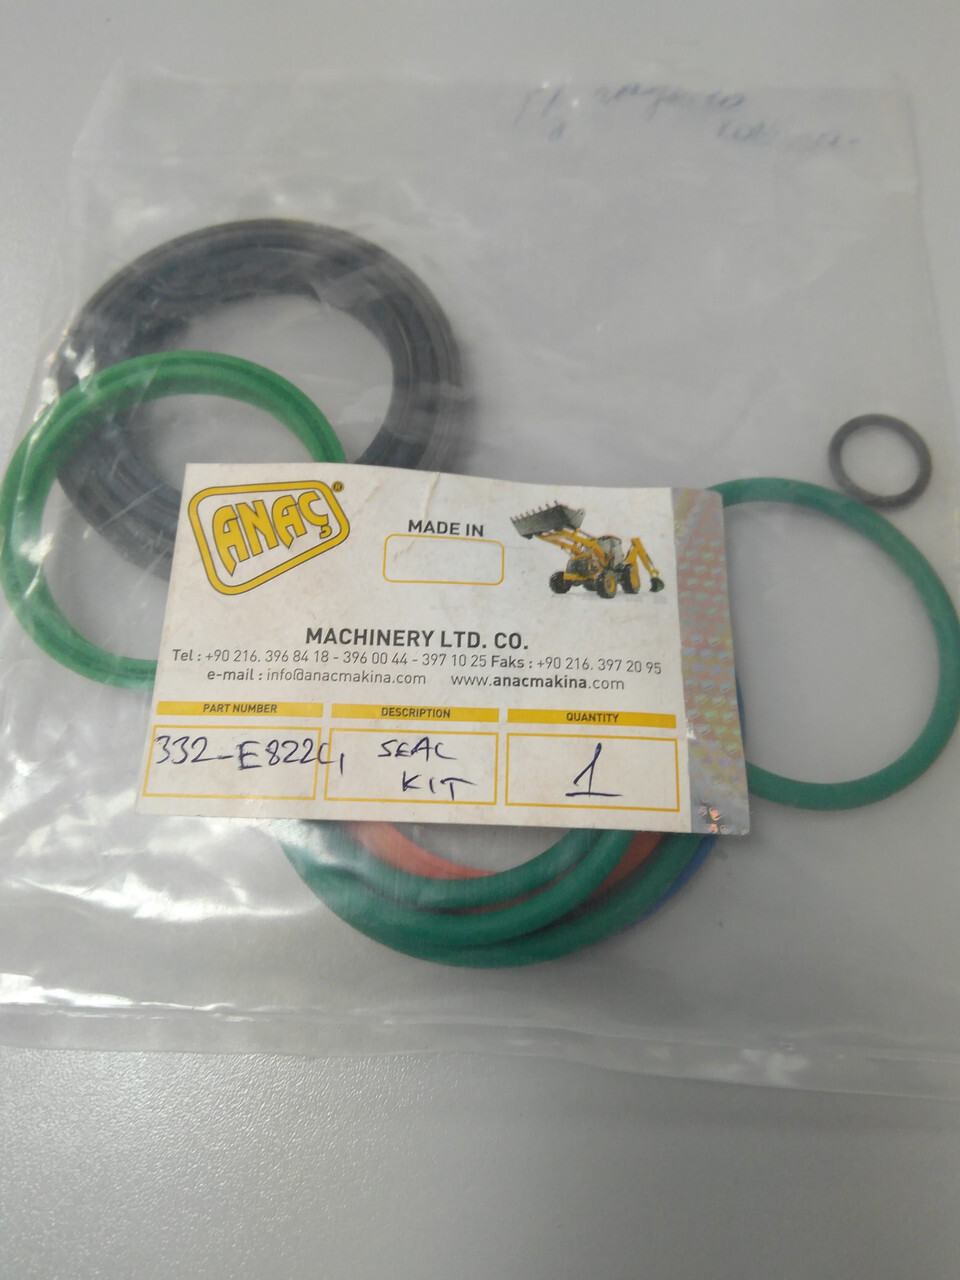 ANAÇ®
MADE IN
MACHINERY LTD. CO.
Tel : +90 216. 396 84 18 - 396 00 44 - 397 10 25 Faks : +90 216. 397 20 95
e-mail : info@anacmakina.com www.anacmakina.com
PART NUMBER DESCRIPTION QUANTITY
332-E8224 SEAL KIT 1